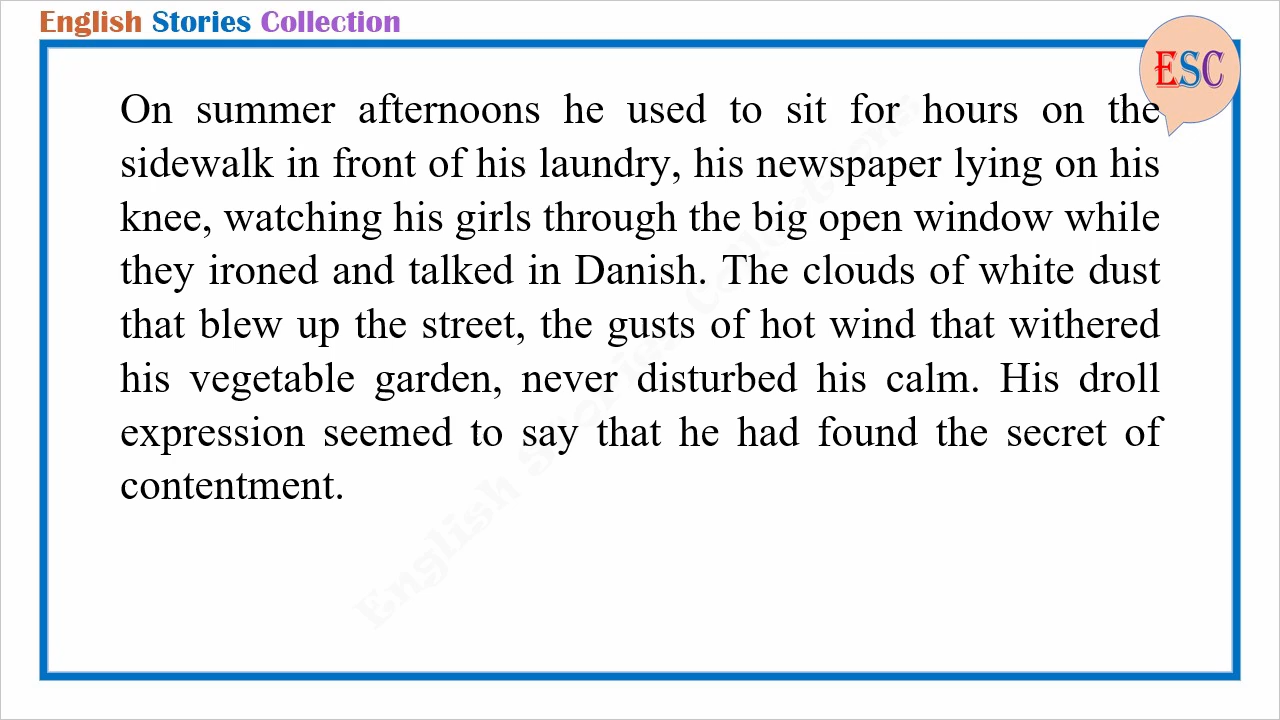 English Stories Collection
ESC
On summer afternoons he used to sit for hours on the
sidewalk in front of his laundry, his newspaper lying on his
knee, watching his girls through the big open window while
they ironed and talked in Danish. The clouds of white dust
that blew up the street, the gusts of hot wind that withered
his vegetable garden, never disturbed his calm. His droll
expression seemed to say that he had found the secret of
contentment.
English Stories Collections